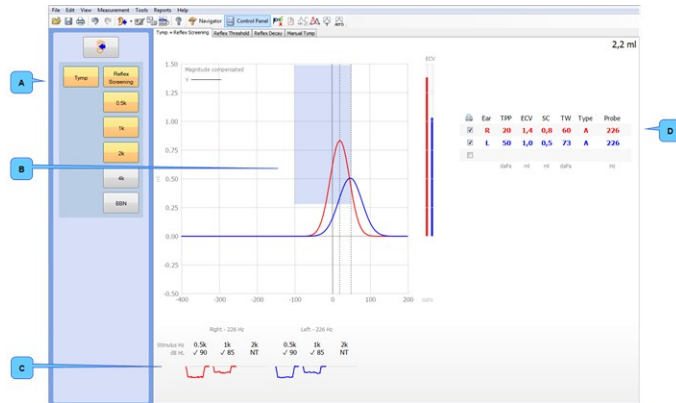 File Edit View Measurement Tools Reports Help
Navigator Control Panel
Tymp + Reflex Screening Reflex Threshold Reflex Decay Manual Tymp
2,2 ml
A
Tymp
Reflex Screening
0.5k
1k
2k
4k
BBN
Magnitude compensated
Y
1.50
1.25
1.00
0.75
0.50
0.25
0.00
-0.25
-0.50
-400 -300 -200 -100 0 100 200 daPa
ECV
Ear TPP ECV SC TW Type Probe
R 20 1,4 0,8 60 A 226
L 50 1,0 0,5 73 A 226
daPa ml ml daPa Hz
D
B
Right - 226 Hz Left - 226 Hz
Stimulus Hz 0.5k 1k 2k 0.5k 1k 2k
dB HL ✓ 90 ✓ 85 NT ✓ 90 ✓ 85 NT
C